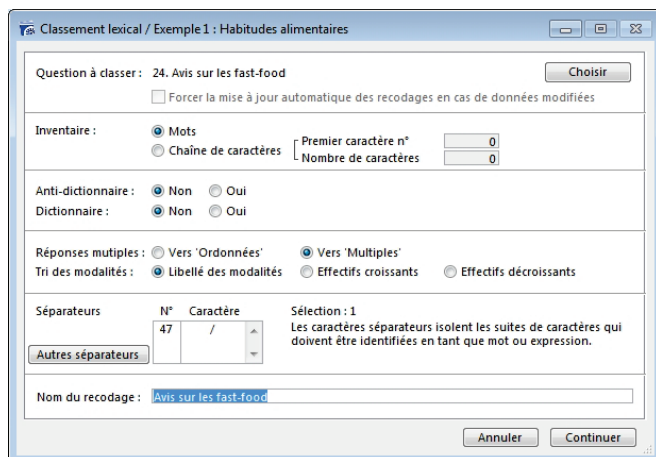 Classement lexical / Exemple 1 : Habitudes alimentaires
Question à classer : 24. Avis sur les fast-food Choisir
Forcer la mise à jour automatique des recodages en cas de données modifiées
Inventaire : Mots
Premier caractère n° 0
Chaîne de caractères
Nombre de caractères 0
Anti-dictionnaire : Non Oui
Dictionnaire : Non Oui
Réponses mutiples : Vers 'Ordonnées' Vers 'Multiples'
Tri des modalités : Libellé des modalités Effectifs croissants Effectifs décroissants
Séparateurs N° Caractère Sélection : 1
47 / Les caractères séparateurs isolent les suites de caractères qui
doivent être identifiées en tant que mot ou expression.
Autres séparateurs
Nom du recodage : Avis sur les fast-food
Annuler Continuer